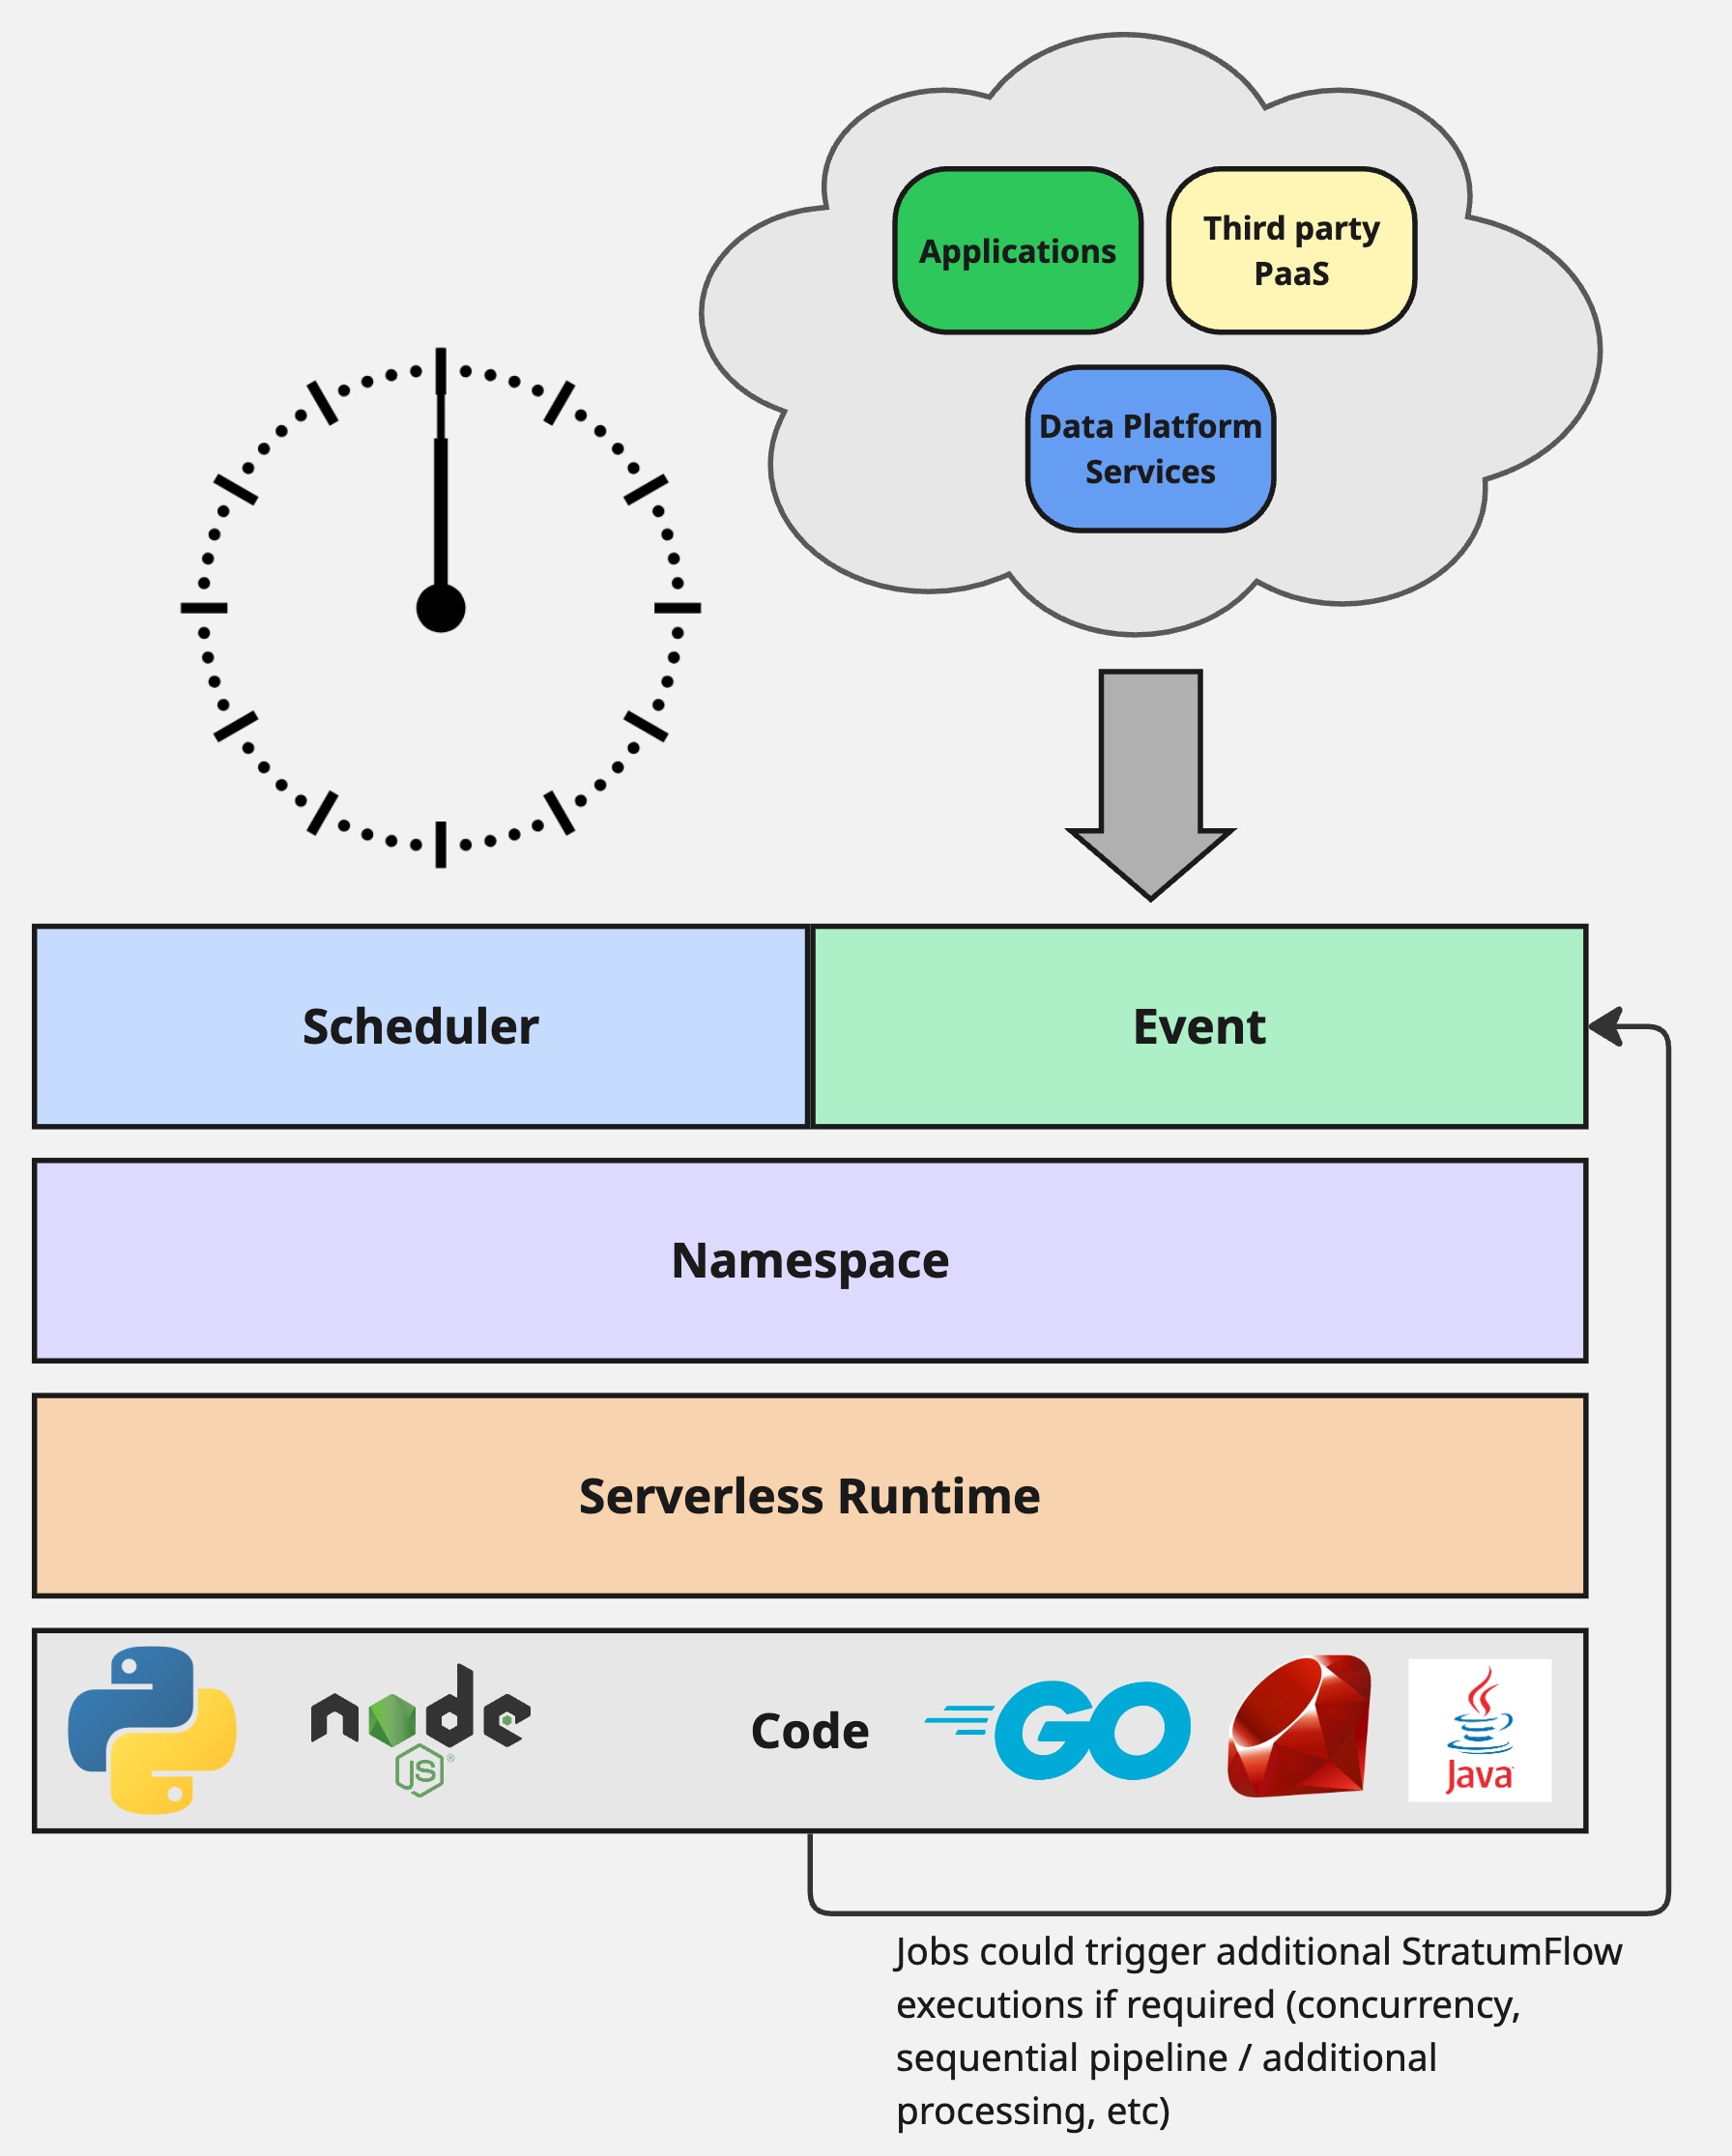 Applications
Third party
PaaS
Data Platform
Services
Scheduler
Event
Namespace
Serverless Runtime
node
JS®
Code
GO
Java
Jobs could trigger additional StratumFlow
executions if required (concurrency,
sequential pipeline / additional
processing, etc)